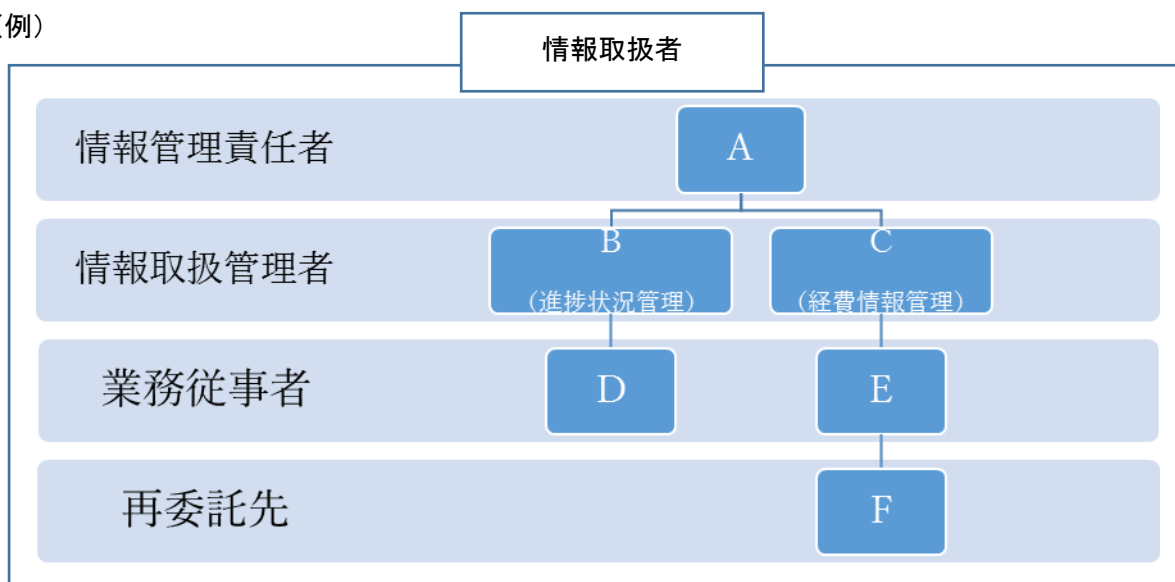 （例）
情報取扱者
情報管理責任者
A
情報取扱管理者
B
（進捗状況管理）
C
（経費情報管理）
業務従事者
D
E
再委託先
F